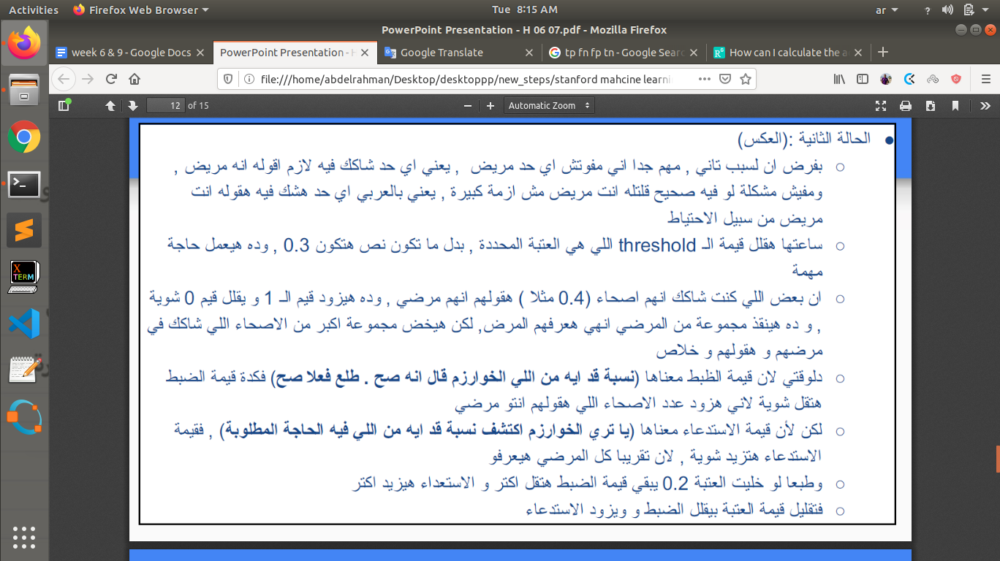 Activities
Firefox Web Browser
Tue 8:15 AM
ar
?
PowerPoint Presentation - H 06 07.pdf - Mozilla Firefox
week 6 & 9 - Google Docs
PowerPoint Presentation - H
Google Translate
tp fn fp tn - Google Sear
How can I calculate the a
file:///home/abdelrahman/Desktop/desktoppp/new_steps/stanford mahcine learni
12 of 15
Automatic Zoom
X
TERM
الحالة الثانية :(العكس)
بفرض ان لسبب تاني , مهم جدا اني مفوتش اي حد مريض , يعني اي حد شاكك فيه لازم اقوله انه مريض ,
ومفيش مشكلة لو فيه صحيح قلتله انت مريض مش ازمة كبيرة , يعني بالعربي اي حد هشك فيه هقوله انت
مريض من سبيل الاحتياط
ساعتها هقلل قيمة الـ threshold اللي هي العتبة المحددة , بدل ما تكون نص هتكون 0.3 , وده هيعمل حاجة
مهمة
ان بعض اللي كنت شاكك انهم اصحاء (0.4 مثلا ) هقولهم انهم مرضي , وده هيزود قيم الـ 1 و يقلل قيم 0 شوية
, و ده هينقذ مجموعة من المرضي انهي هعرفهم المرض, لكن هيخض مجموعة اكبر من الاصحاء اللي شاكك في
مرضهم و هقولهم و خلاص
دلوقتي لان قيمة الظبط معناها (نسبة قد ايه من اللي الخوارزم قال انه صح . طلع فعلا صح) فكدة قيمة الضبط
هتقل شوية لاني هزود عدد الاصحاء اللي هقولهم انتو مرضي
لكن لأن قيمة الاستدعاء معناها (يا تري الخوارزم اكتشف نسبة قد ايه من اللي فيه الحاجة المطلوبة) , فقيمة
الاستدعاء هتزيد شوية , لان تقريبا كل المرضي هيعرفو
وطبعا لو خليت العتبة 0.2 يبقي قيمة الضبط هتقل اكتر و الاستعداء هيزيد اكتر
فتقليل قيمة العتبة بيقلل الضبط و ويزود الاستدعاء